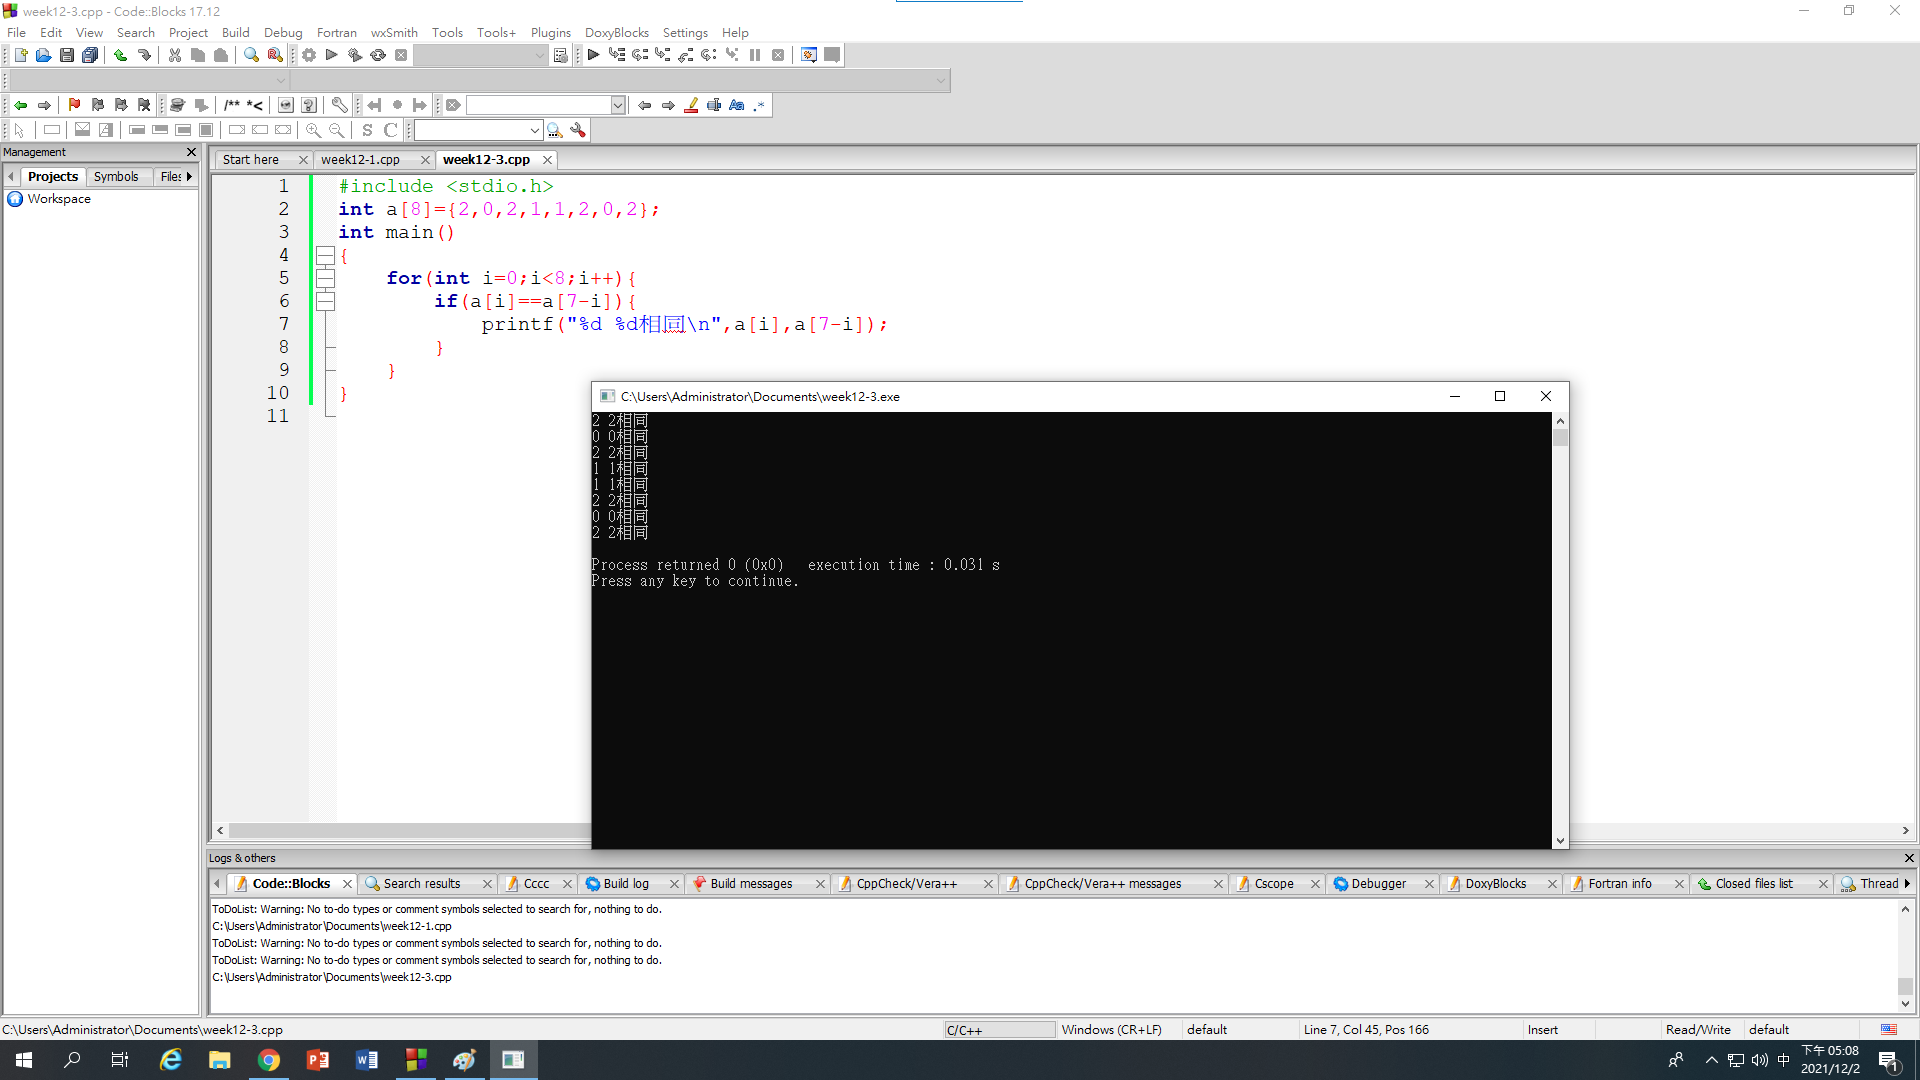 week12-3.cpp - Code::Blocks 17.12
File Edit View Search Project Build Debug Fortran wxSmith Tools Tools+ Plugins DoxyBlocks Settings Help
/** *<
S C
Management
Projects Symbols Files
Workspace
Start here week12-1.cpp week12-3.cpp
1 #include <stdio.h>
2 int a[8]={2,0,2,1,1,2,0,2};
3 int main()
4 {
5 for(int i=0;i<8;i++){
6 if(a[i]==a[7-i]){
7 printf("%d %d相同\n",a[i],a[7-i]);
8 }
9 }
10 }
11
C:\Users\Administrator\Documents\week12-3.exe
2 2相同
0 0相同
2 2相同
1 1相同
1 1相同
2 2相同
0 0相同
2 2相同
Process returned 0 (0x0) execution time : 0.031 s
Press any key to continue.
Logs & others
Code::Blocks Search results Cccc Build log Build messages CppCheck/Vera++ CppCheck/Vera++ messages Cscope Debugger DoxyBlocks Fortran info Closed files list Thread
ToDoList: Warning: No to-do types or comment symbols selected to search for, nothing to do.
C:\Users\Administrator\Documents\week12-1.cpp
ToDoList: Warning: No to-do types or comment symbols selected to search for, nothing to do.
ToDoList: Warning: No to-do types or comment symbols selected to search for, nothing to do.
C:\Users\Administrator\Documents\week12-3.cpp
C:\Users\Administrator\Documents\week12-3.cpp C/C++ Windows (CR+LF) default Line 7, Col 45, Pos 166 Insert Read/Write default
中 下午 05:08
2021/12/2 1